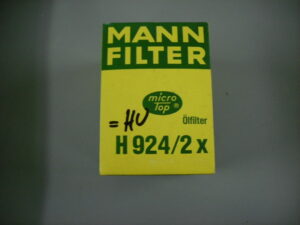 MANN
FILTER
micro
Top ®
= HU
Ölfilter
H 924/2 x